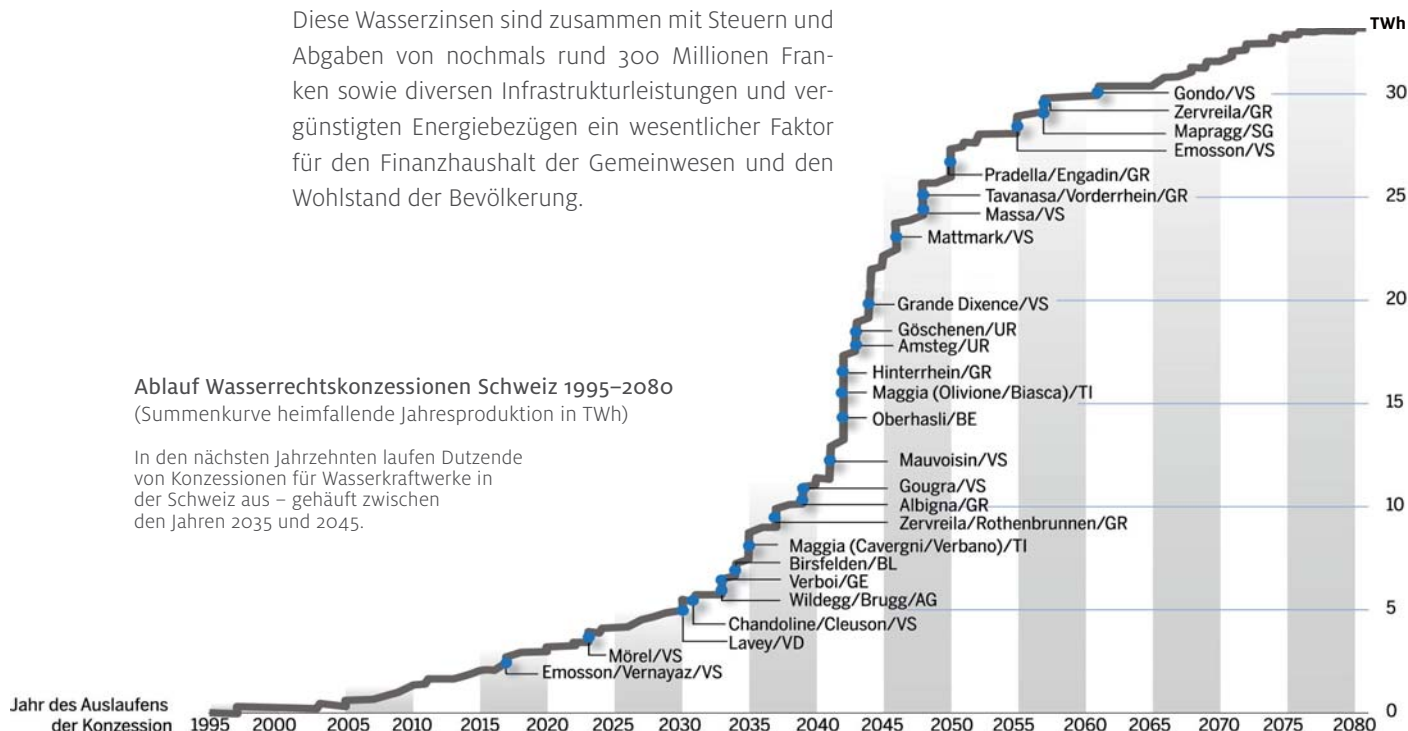 Diese Wasserzinsen sind zusammen mit Steuern und
Abgaben von nochmals rund 300 Millionen Fran-
ken sowie diversen Infrastrukturleistungen und ver-
günstigten Energiebezügen ein wesentlicher Faktor
für den Finanzhaushalt der Gemeinwesen und den
Wohlstand der Bevölkerung.
Ablauf Wasserrechtskonzessionen Schweiz 1995–2080
(Summenkurve heimfallende Jahresproduktion in TWh)
In den nächsten Jahrzehnten laufen Dutzende
von Konzessionen für Wasserkraftwerke in
der Schweiz aus – gehäuft zwischen
den Jahren 2035 und 2045.
TWh
Gondo/VS
30
Zervreila/GR
Mapragg/SG
Emosson/VS
Pradella/Engadin/GR
Tavanasa/Vorderrhein/GR
25
Massa/VS
Mattmark/VS
Grande Dixence/VS
20
Göschenen/UR
Amsteg/UR
Hinterrhein/GR
Maggia (Olivione/Biasca)/TI
15
Oberhasli/BE
Mauvoisin/VS
Gougra/VS
Albigna/GR
10
Zervreila/Rothenbrunnen/GR
Maggia (Cavergni/Verbano)/TI
Birsfelden/BL
Verboi/GE
Wildegg/Brugg/AG
5
Chandoline/Cleuson/VS
Lavey/VD
Mörel/VS
Emosson/Vernayaz/VS
0
Jahr des Auslaufens
der Konzession
1995 2000 2005 2010 2015 2020 2025 2030 2035 2040 2045 2050 2055 2060 2065 2070 2075 2080